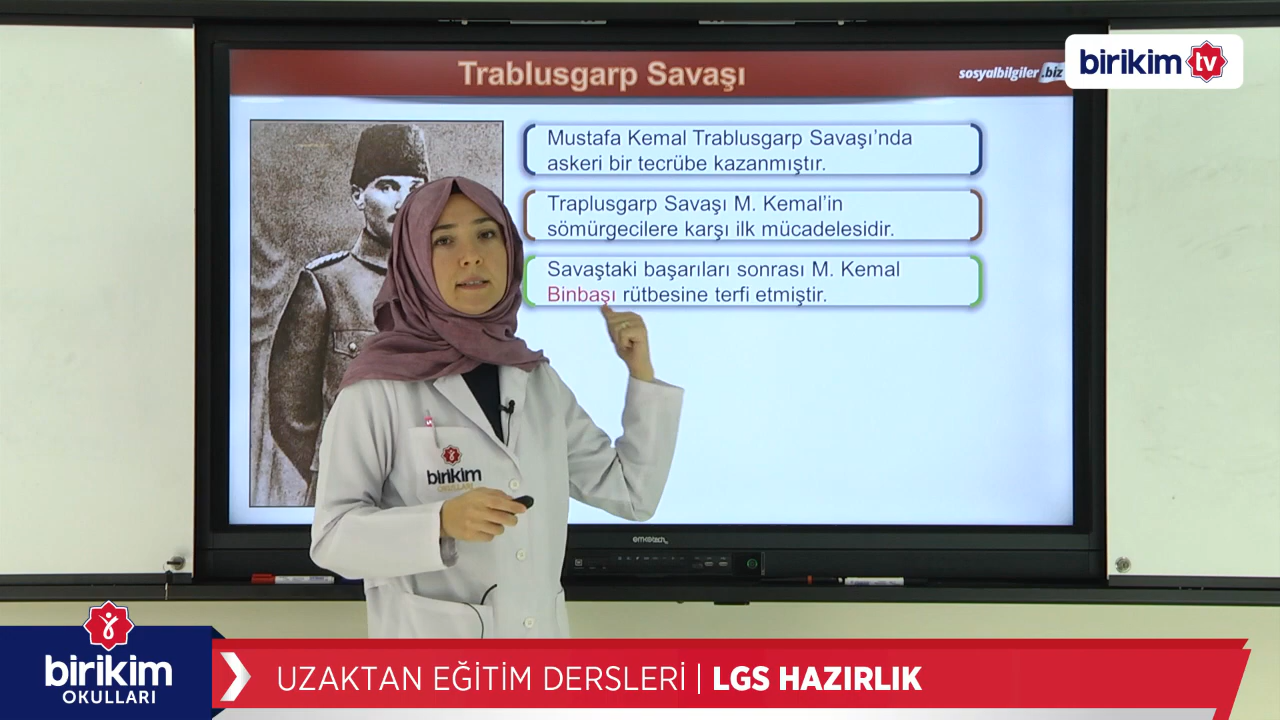 Trablusgarp Savaşı
sosyalbilgiler.biz
birikim tv
Mustafa Kemal Trablusgarp Savaşı'nda
askeri bir tecrübe kazanmıştır.
Traplusgarp Savaşı M. Kemal'in
sömürgecilere karşı ilk mücadelesidir.
Savaştaki başarıları sonrası M. Kemal
Binbaşı rütbesine terfi etmiştir.
birikim
OKULLARI
birikim
OKULLARI
UZAKTAN EĞİTİM DERSLERİ | LGS HAZIRLIK